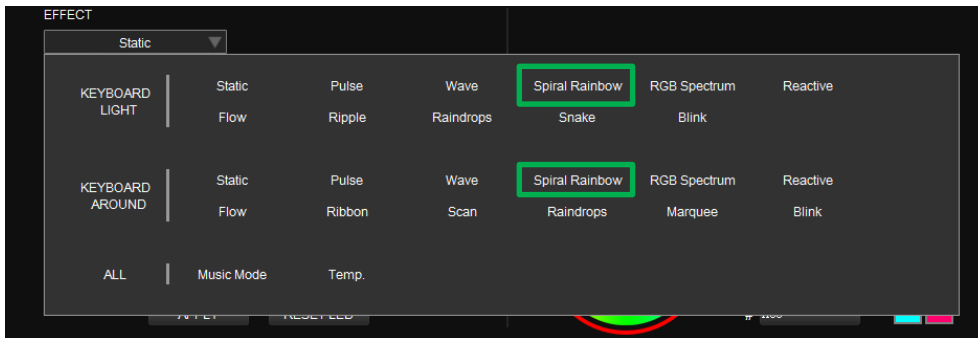 EFFECT
Static
KEYBOARD LIGHT
Static Pulse Wave Spiral Rainbow RGB Spectrum Reactive
Flow Ripple Raindrops Snake Blink
KEYBOARD AROUND
Static Pulse Wave Spiral Rainbow RGB Spectrum Reactive
Flow Ribbon Scan Raindrops Marquee Blink
ALL Music Mode Temp.
#